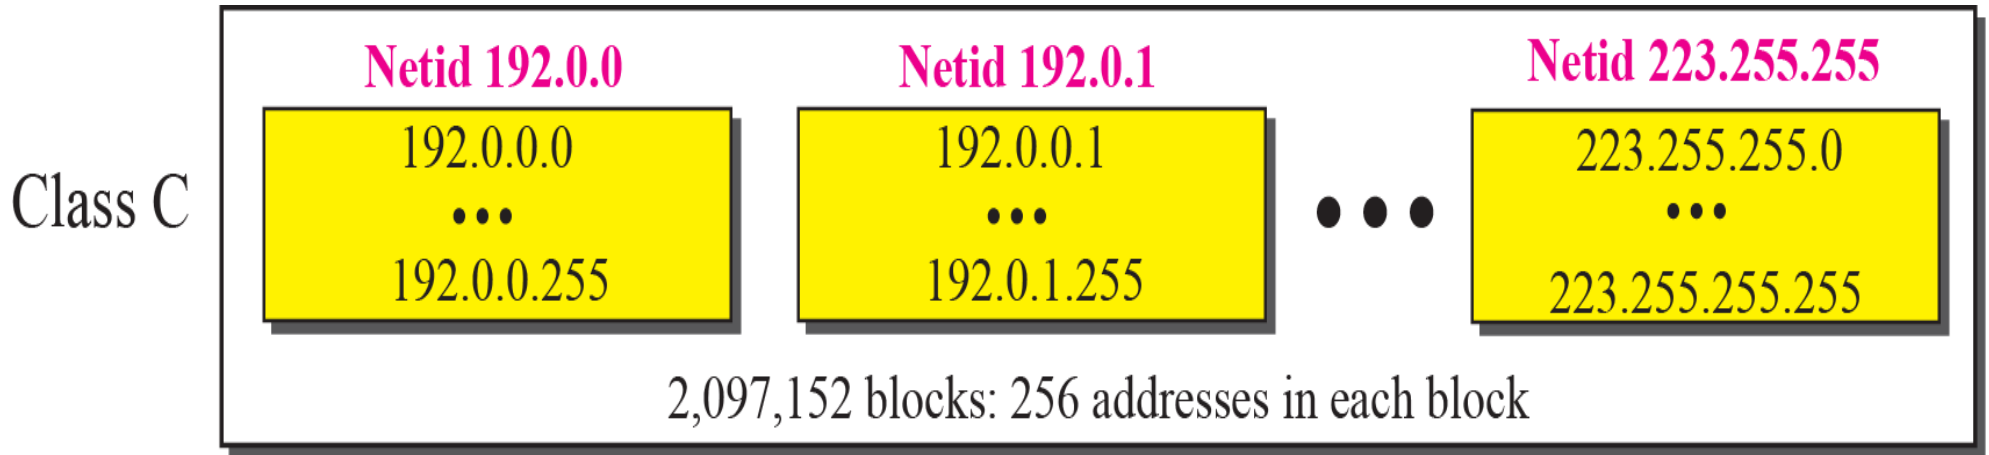 Class C
Netid 192.0.0
192.0.0.0
•••
192.0.0.255
Netid 192.0.1
192.0.0.1
•••
192.0.1.255
•••
Netid 223.255.255
223.255.255.0
•••
223.255.255.255
2,097,152 blocks: 256 addresses in each block